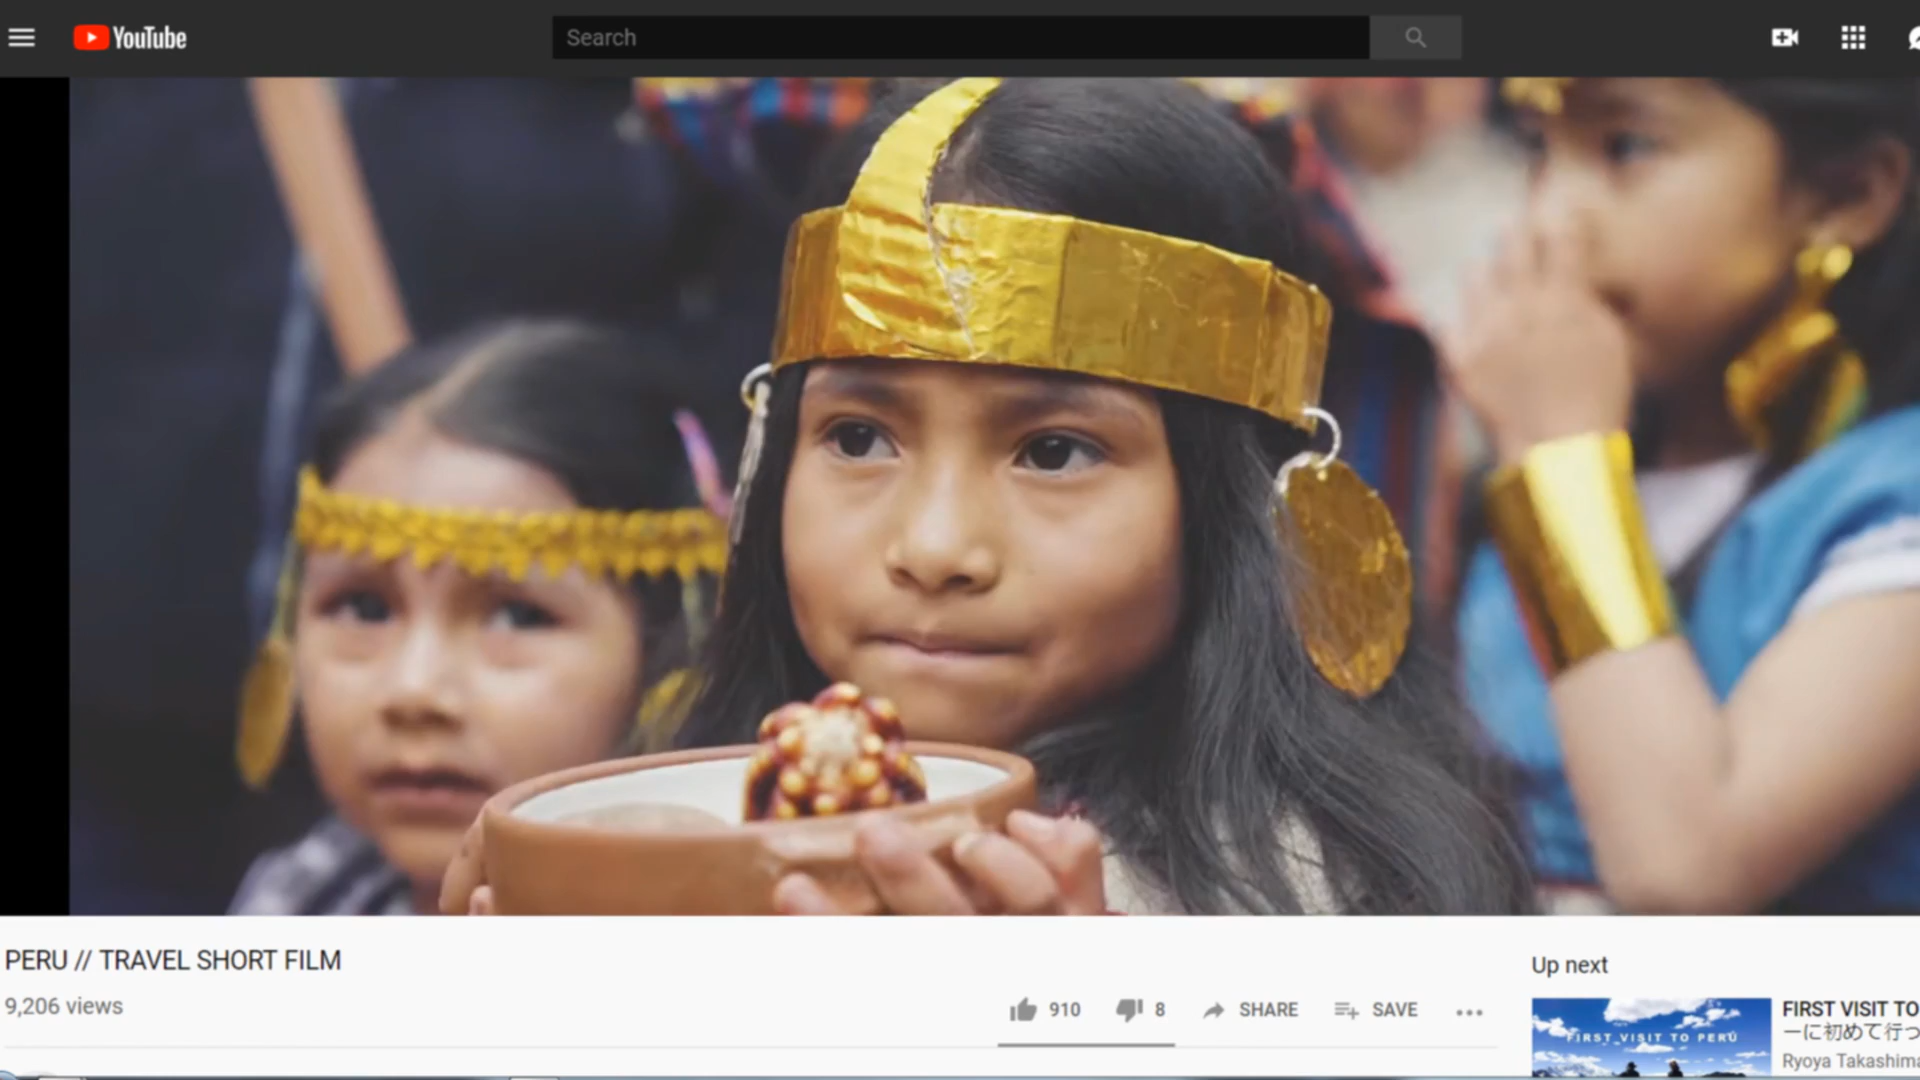 YouTube
Search
PERU // TRAVEL SHORT FILM
9,206 views
910
8
SHARE
SAVE
Up next
FIRST VISIT TO PERÚ
FIRST VISIT TO
ーに初めて行っ
Ryoya Takashima